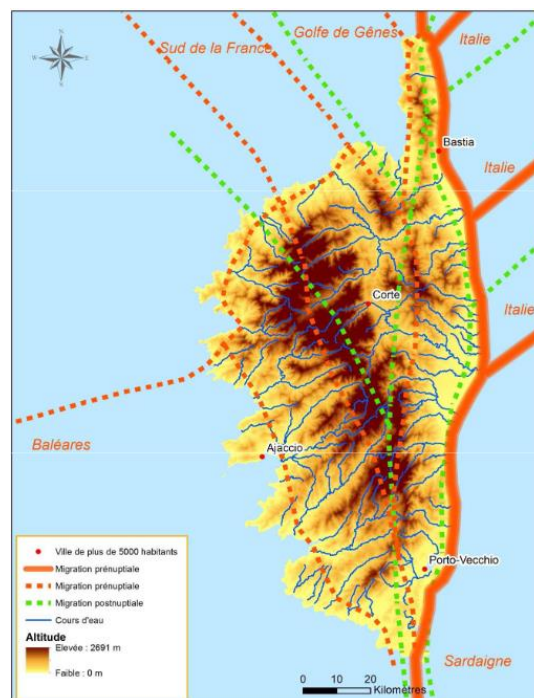 Golfe de Gênes
Italie
Sud de la France
N
W
E
S
Bastia
Italie
Corte
Italie
Baléares
Ajaccio
Ville de plus de 5000 habitants
Migration prénuptiale
Migration prénuptiale
Migration postnuptiale
Cours d'eau
Altitude
Elevée : 2691 m
Faible : 0 m
Porto-Vecchio
Sardaigne
0 10 20
Kilomètres